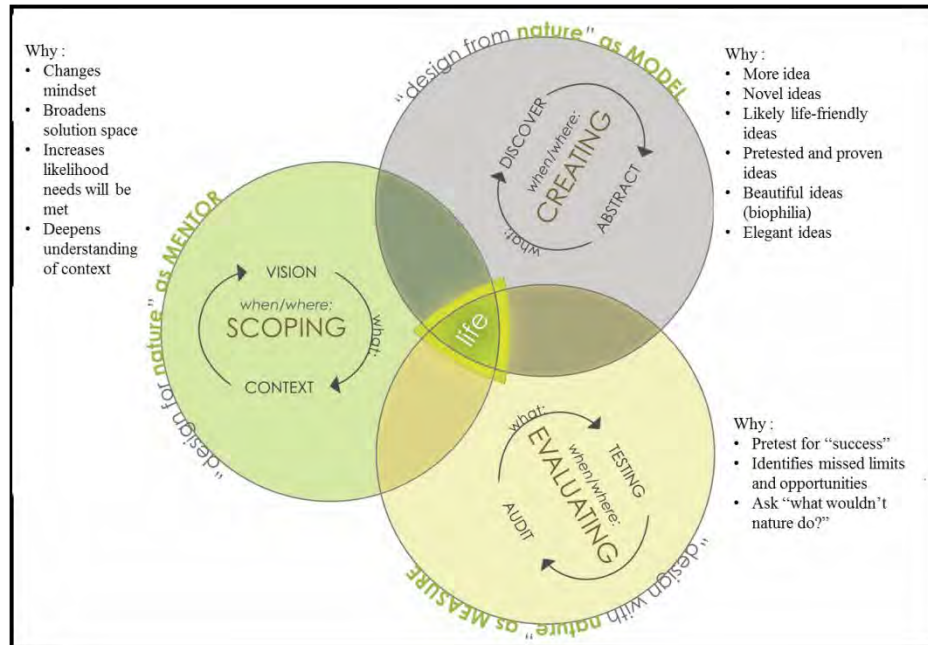 Why :
• Changes
mindset
• Broadens
solution space
• Increases
likelihood
needs will be
met
• Deepens
understanding
of context
"design from nature" as MODEL
DISCOVER
when/where:
CREATING
ABSTRACT
what:
Why :
• More idea
• Novel ideas
• Likely life-friendly
ideas
• Pretested and proven
ideas
• Beautiful ideas
(biophilia)
• Elegant ideas
"design for nature" as MENTOR
VISION
when/where:
SCOPING
what:
CONTEXT
life
what:
TESTING
when/where:
EVALUATING
AUDIT
"design with nature" as MEASURE
Why :
• Pretest for “success”
• Identifies missed limits
and opportunities
• Ask “what wouldn’t
nature do?”